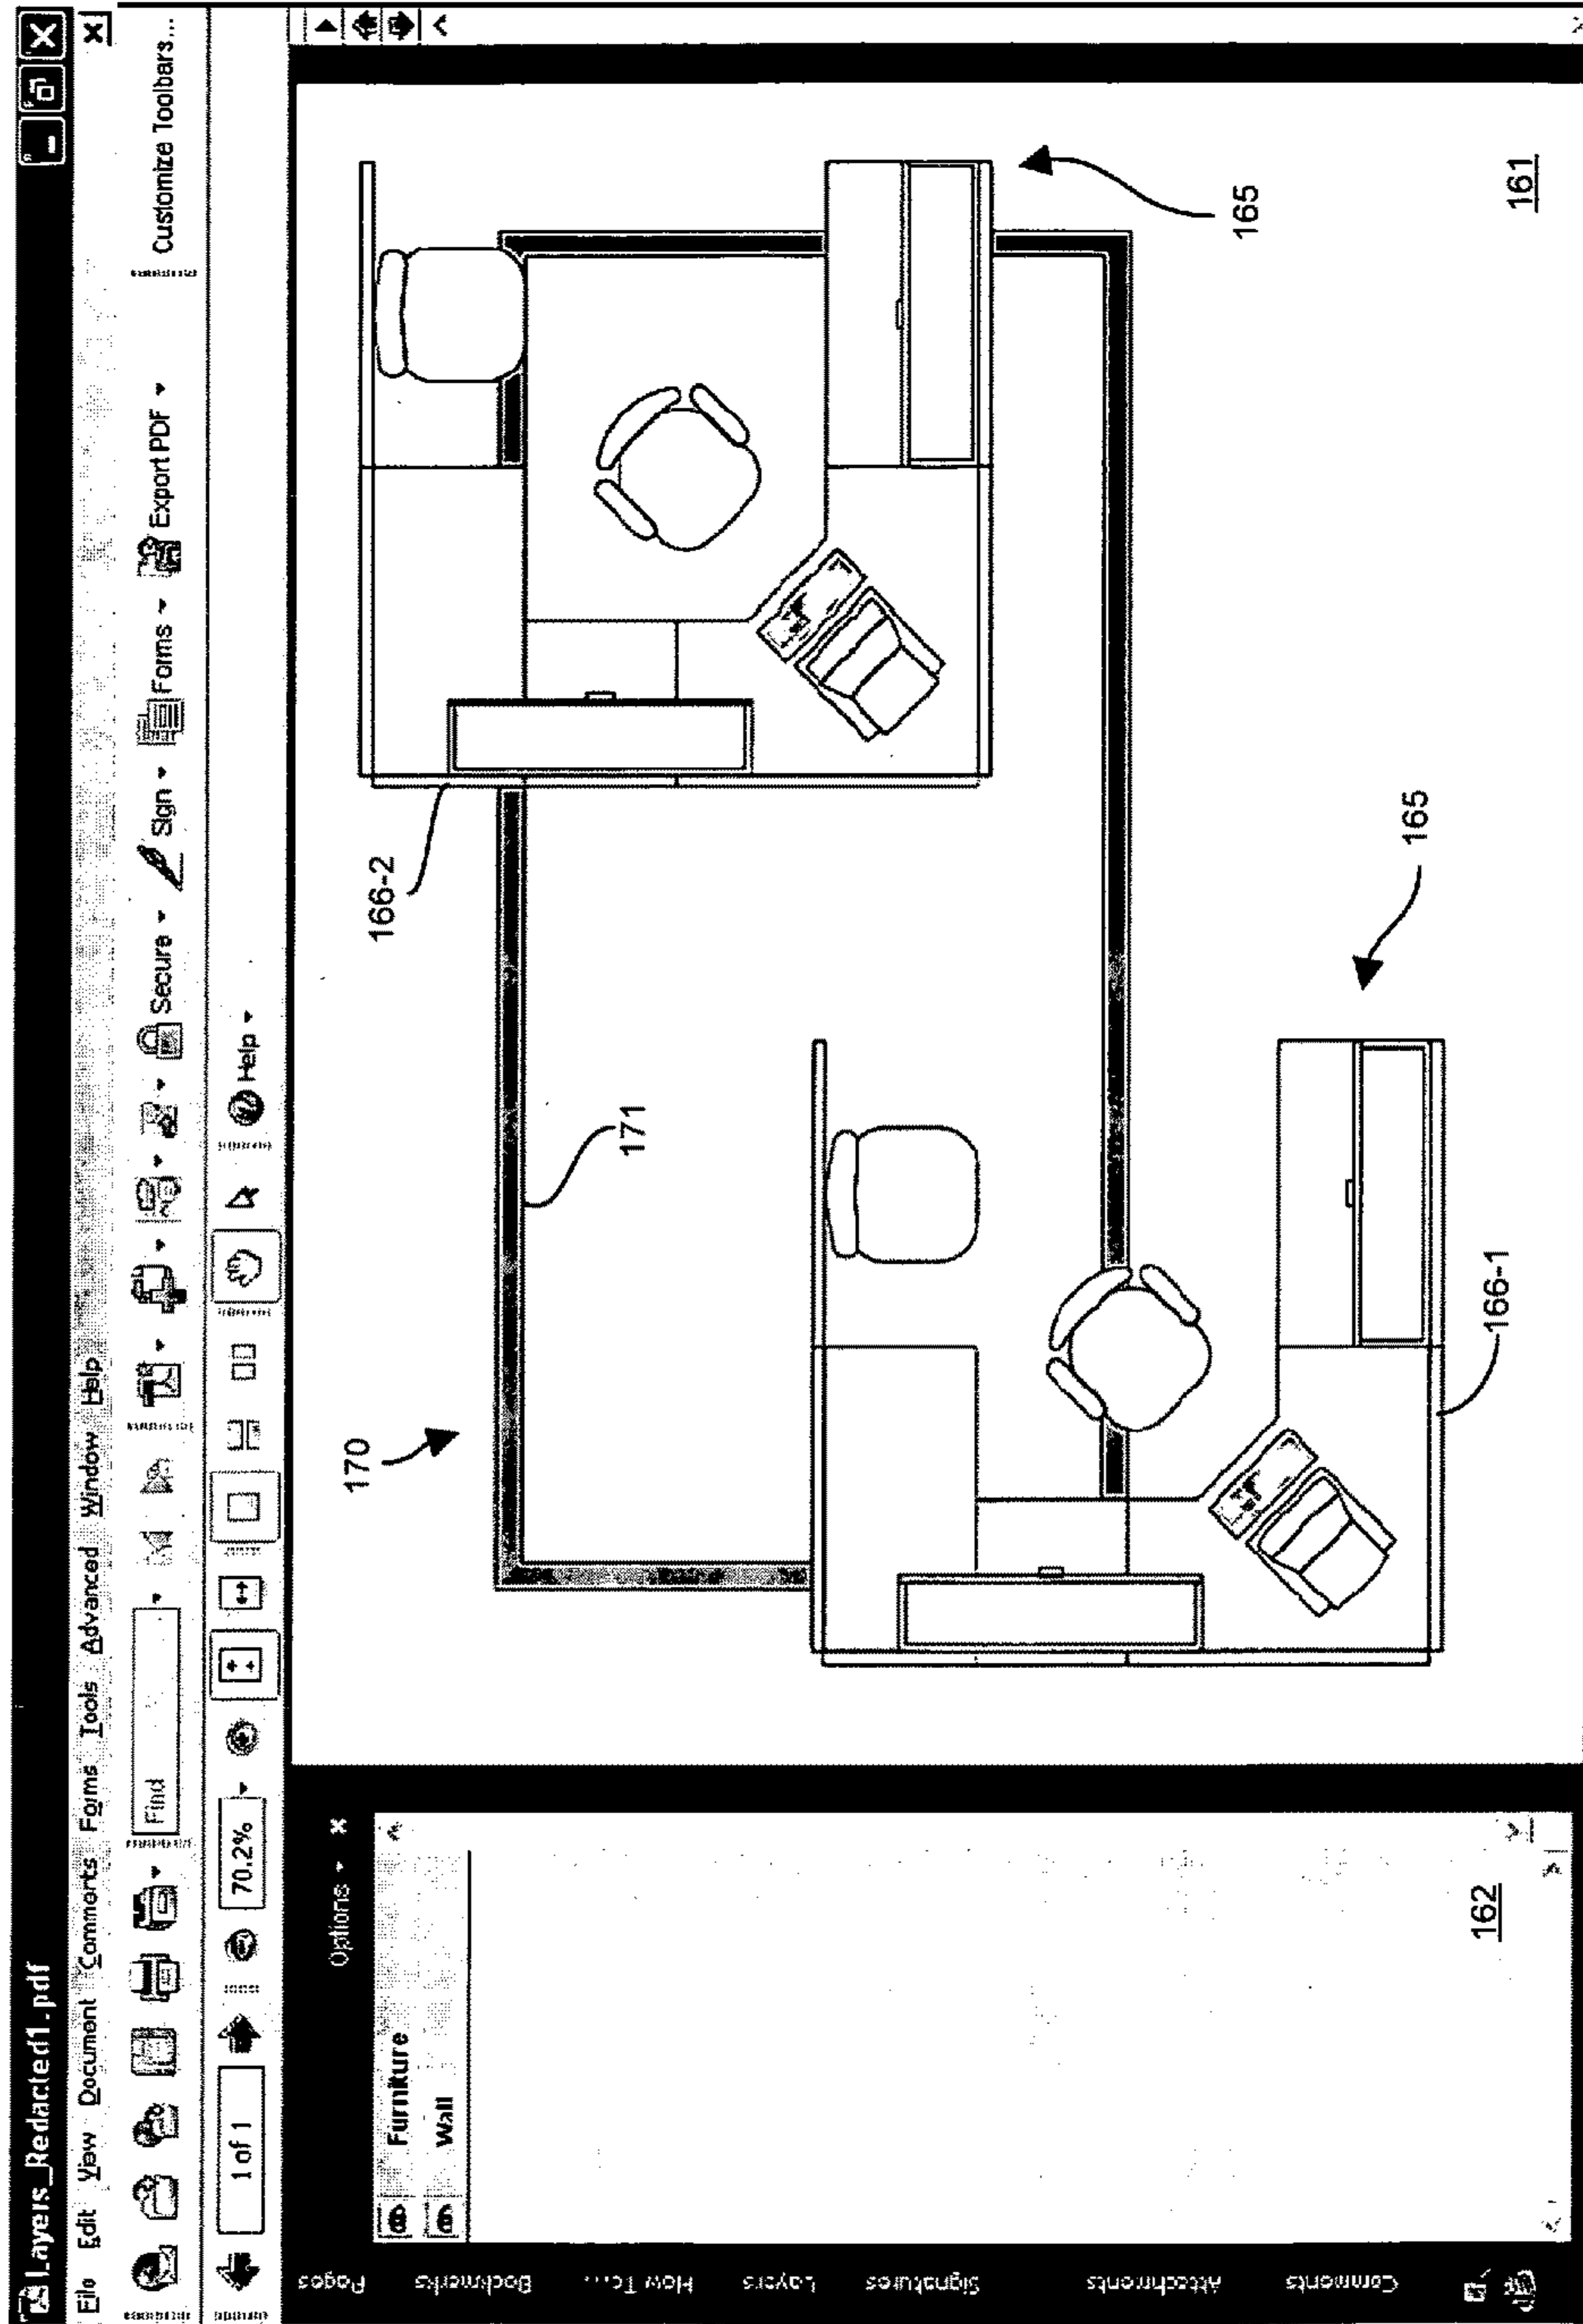 Layers_Redacted1.pdf
File Edit View Document Comments Forms Tools Advanced Window Help
Find
Secure
Sign
Forms
Export PDF
Customize Toolbars...
1 of 1
70.2%
Help
Options
Furniture
Wall
Pages
Bookmarks
How To...
Layers
Signatures
Attachments
Comments
162
170
171
166-2
165
165
166-1
161